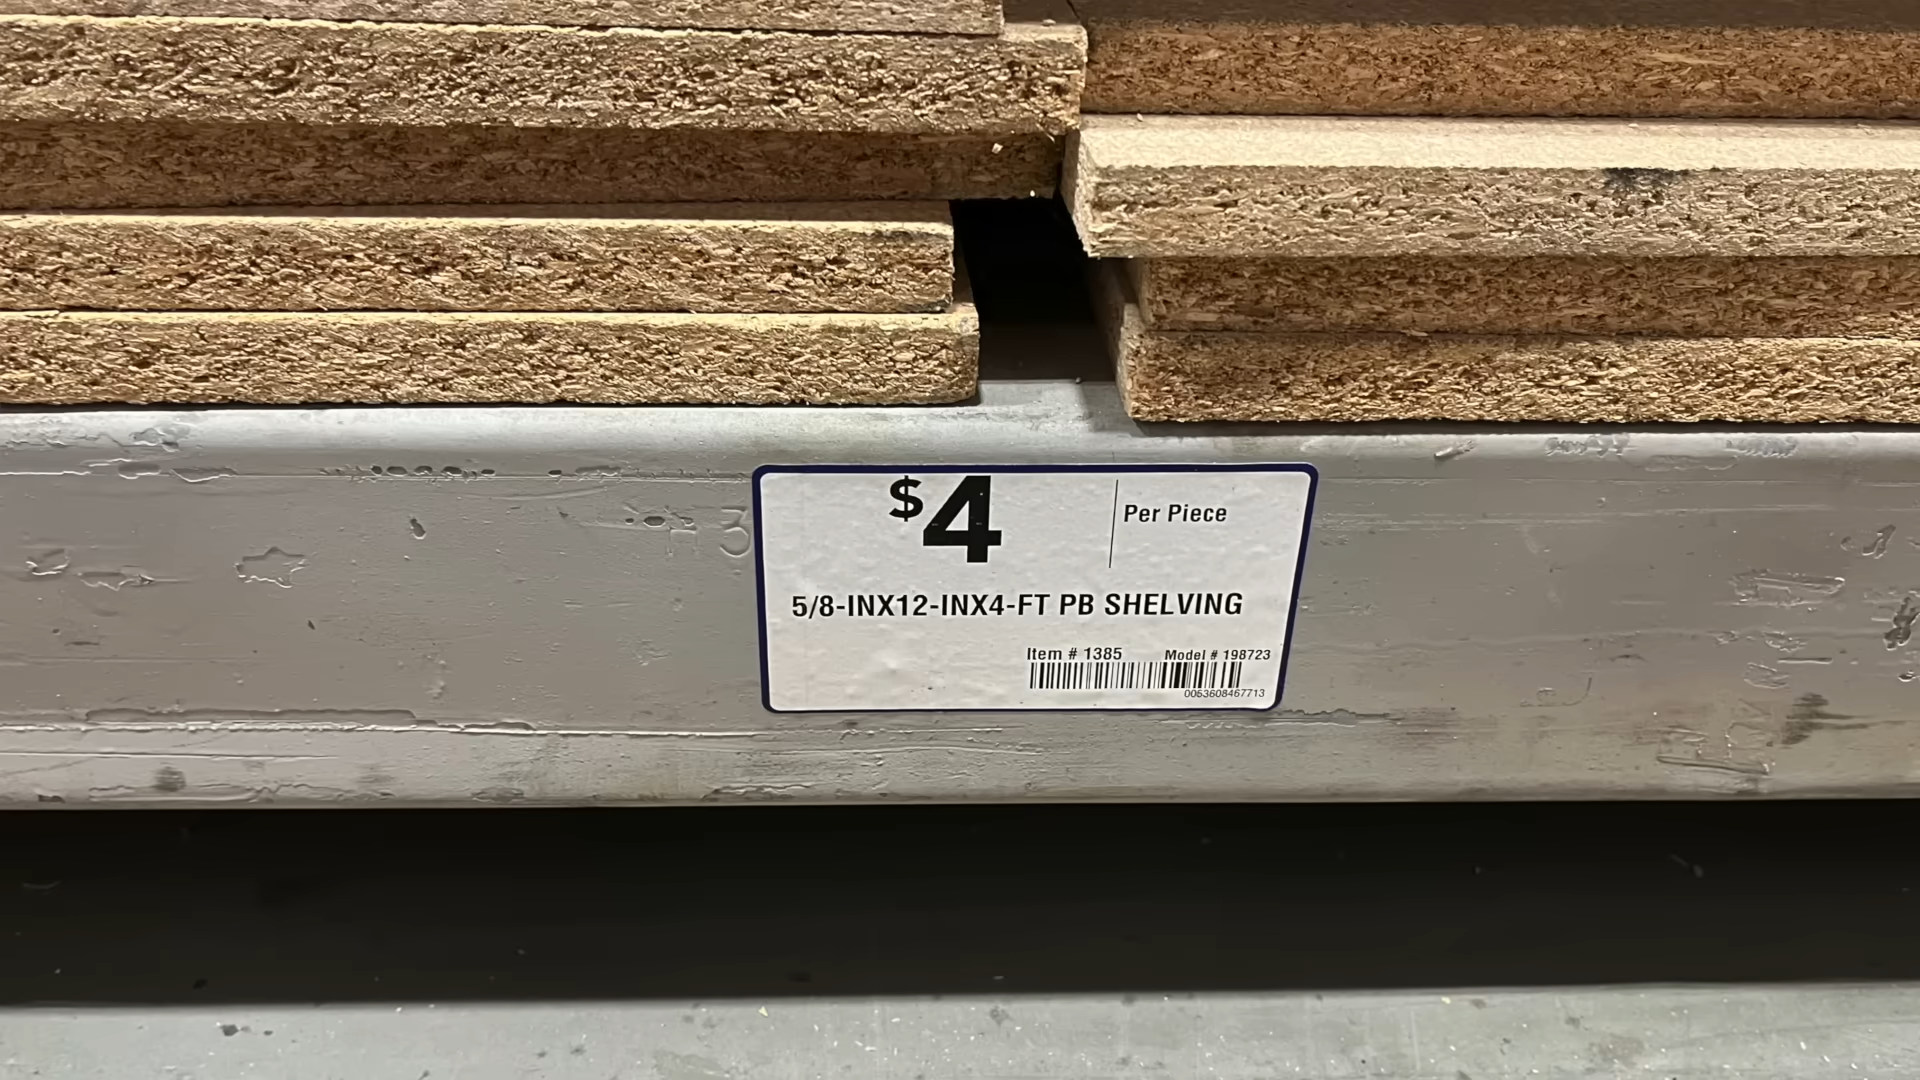 $4
Per Piece
5/8-INX12-INX4-FT PB SHELVING
Item # 1385 Model # 198723
0053608467713